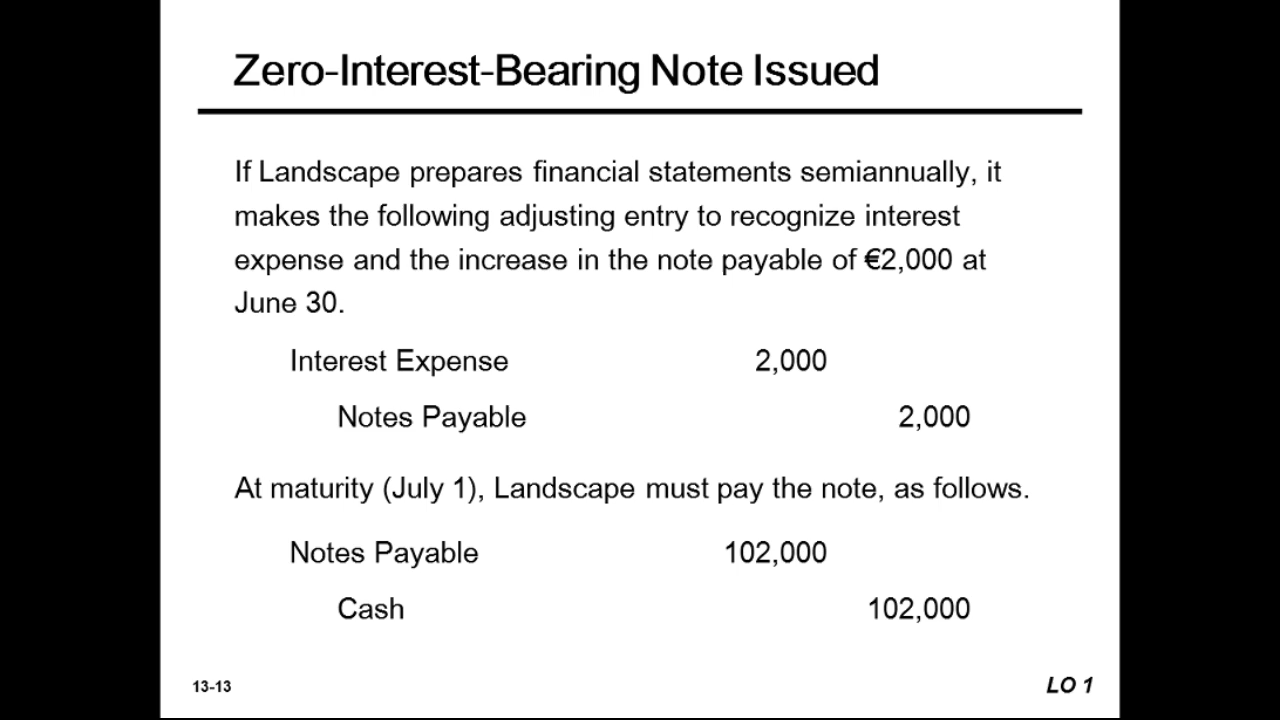 Zero-Interest-Bearing Note Issued
If Landscape prepares financial statements semiannually, it
makes the following adjusting entry to recognize interest
expense and the increase in the note payable of €2,000 at
June 30.
Interest Expense 2,000
Notes Payable 2,000
At maturity (July 1), Landscape must pay the note, as follows.
Notes Payable 102,000
Cash 102,000
13-13 LO 1